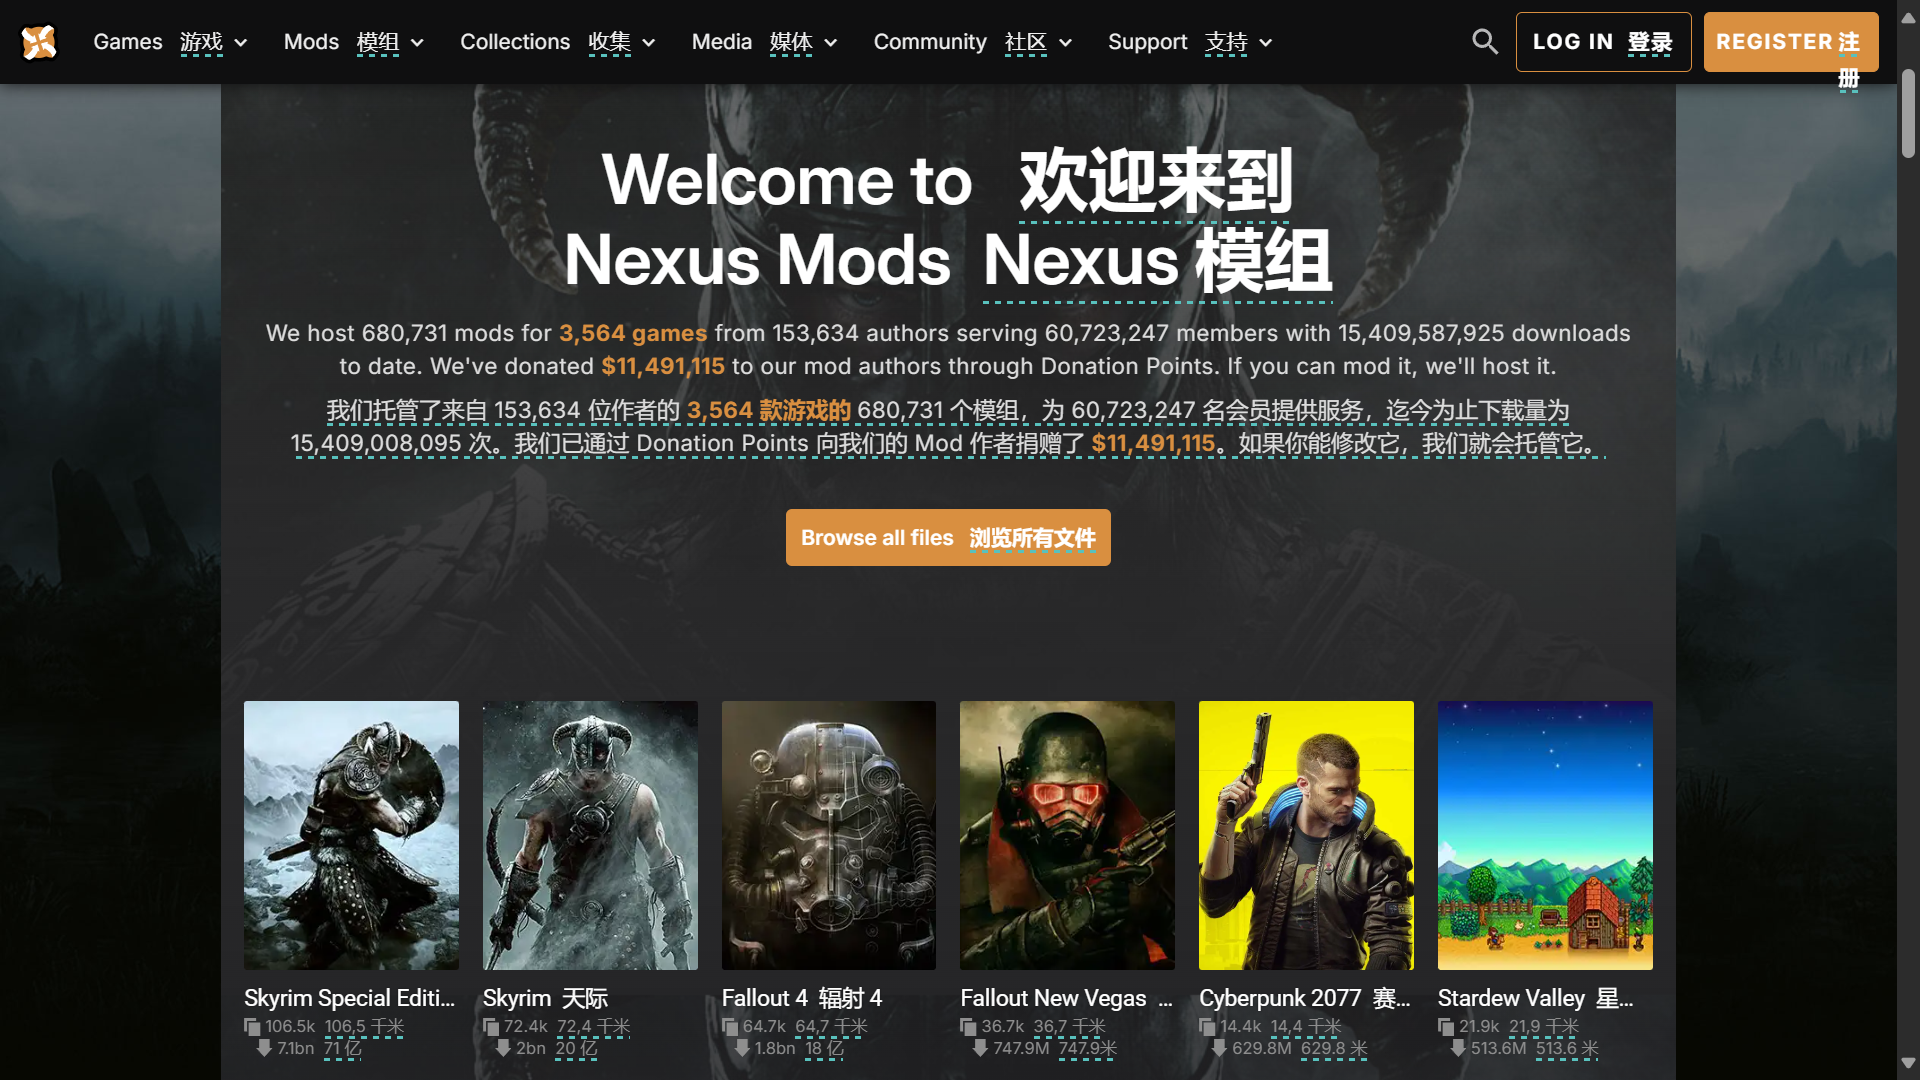 Games 游戏 Mods 模组 Collections 收集 Media 媒体 Community 社区 Support 支持 LOG IN 登录 REGISTER 注册
Welcome to 欢迎来到
Nexus Mods Nexus 模组
We host 680,731 mods for 3,564 games from 153,634 authors serving 60,723,247 members with 15,409,587,925 downloads
to date. We've donated $11,491,115 to our mod authors through Donation Points. If you can mod it, we'll host it.
我们托管了来自 153,634 位作者的 3,564 款游戏的 680,731 个模组，为 60,723,247 名会员提供服务，迄今为止下载量为
15,409,008,095 次。我们已通过 Donation Points 向我们的 Mod 作者捐赠了 $11,491,115。如果你能修改它，我们就会托管它。
Browse all files 浏览所有文件
Skyrim Special Editi... Skyrim 天际 Fallout 4 辐射 4 Fallout New Vegas ... Cyberpunk 2077 赛... Stardew Valley 星...
106.5k 106,5 千米 72.4k 72,4 千米 64.7k 64,7 千米 36.7k 36,7 千米 14.4k 14,4 千米 21.9k 21,9 千米
7.1bn 71 亿 2bn 20 亿 1.8bn 18 亿 747.9M 747.9米 629.8M 629.8 米 513.6M 513.6 米